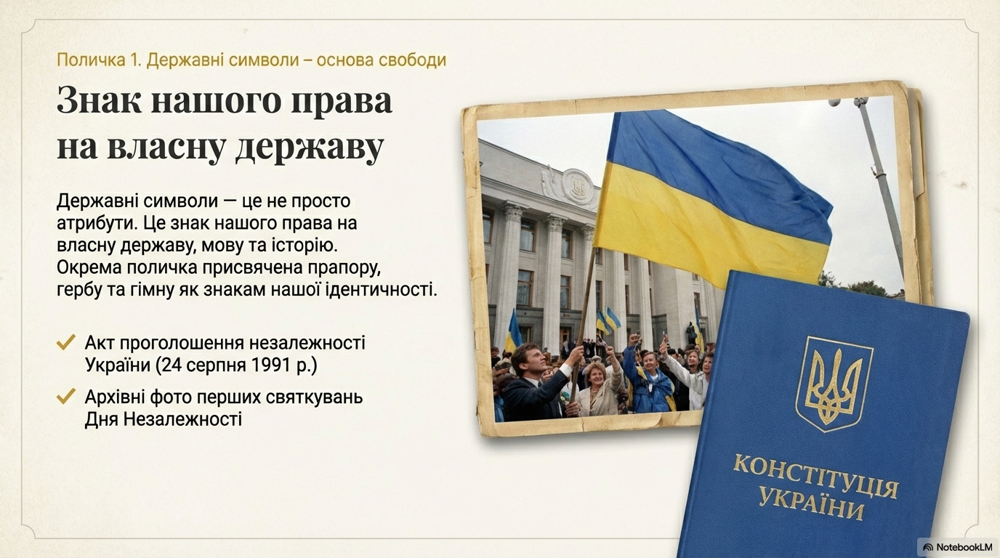 Поличка 1. Державні символи – основа свободи
Знак нашого права
на власну державу
Державні символи — це не просто
атрибути. Це знак нашого права на
власну державу, мову та історію.
Окрема поличка присвячена прапору,
гербу та гімну як знакам нашої ідентичності.
Акт проголошення незалежності
України (24 серпня 1991 р.)
Архівні фото перших святкувань
Дня Незалежності
КОНСТІТУЦІЯ
УКРАЇНИ
NotebookLM